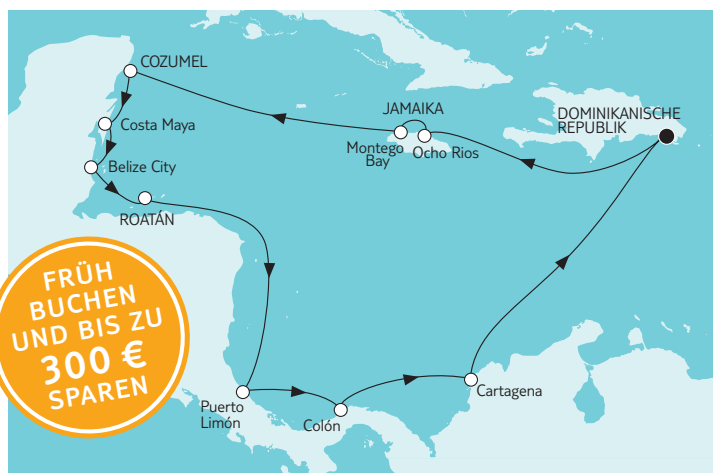 COZUMEL
JAMAIKA
DOMINIKANISCHE
REPUBLIK
Costa Maya
Montego
Bay
Ocho Rios
Belize City
ROATÁN
FRÜH
BUCHEN
UND BIS ZU
300 €
SPAREN
Puerto
Limón
Colón
Cartagena